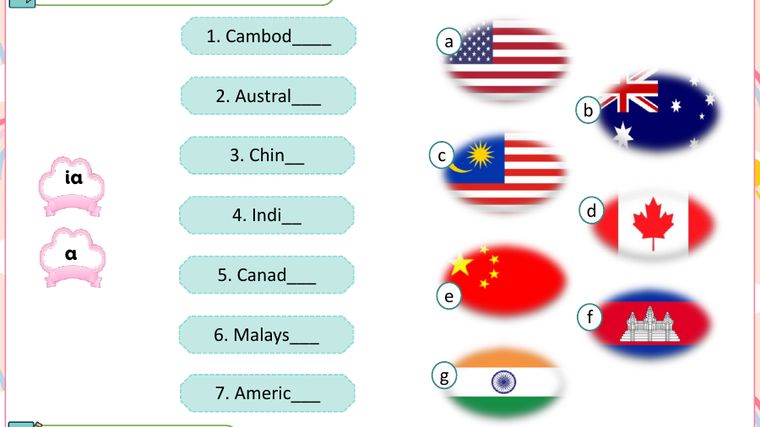 1. Cambod____
2. Austral___
3. Chin__
4. Indi__
5. Canad___
6. Malays___
7. Americ___
ia
a
a
b
c
d
e
f
g